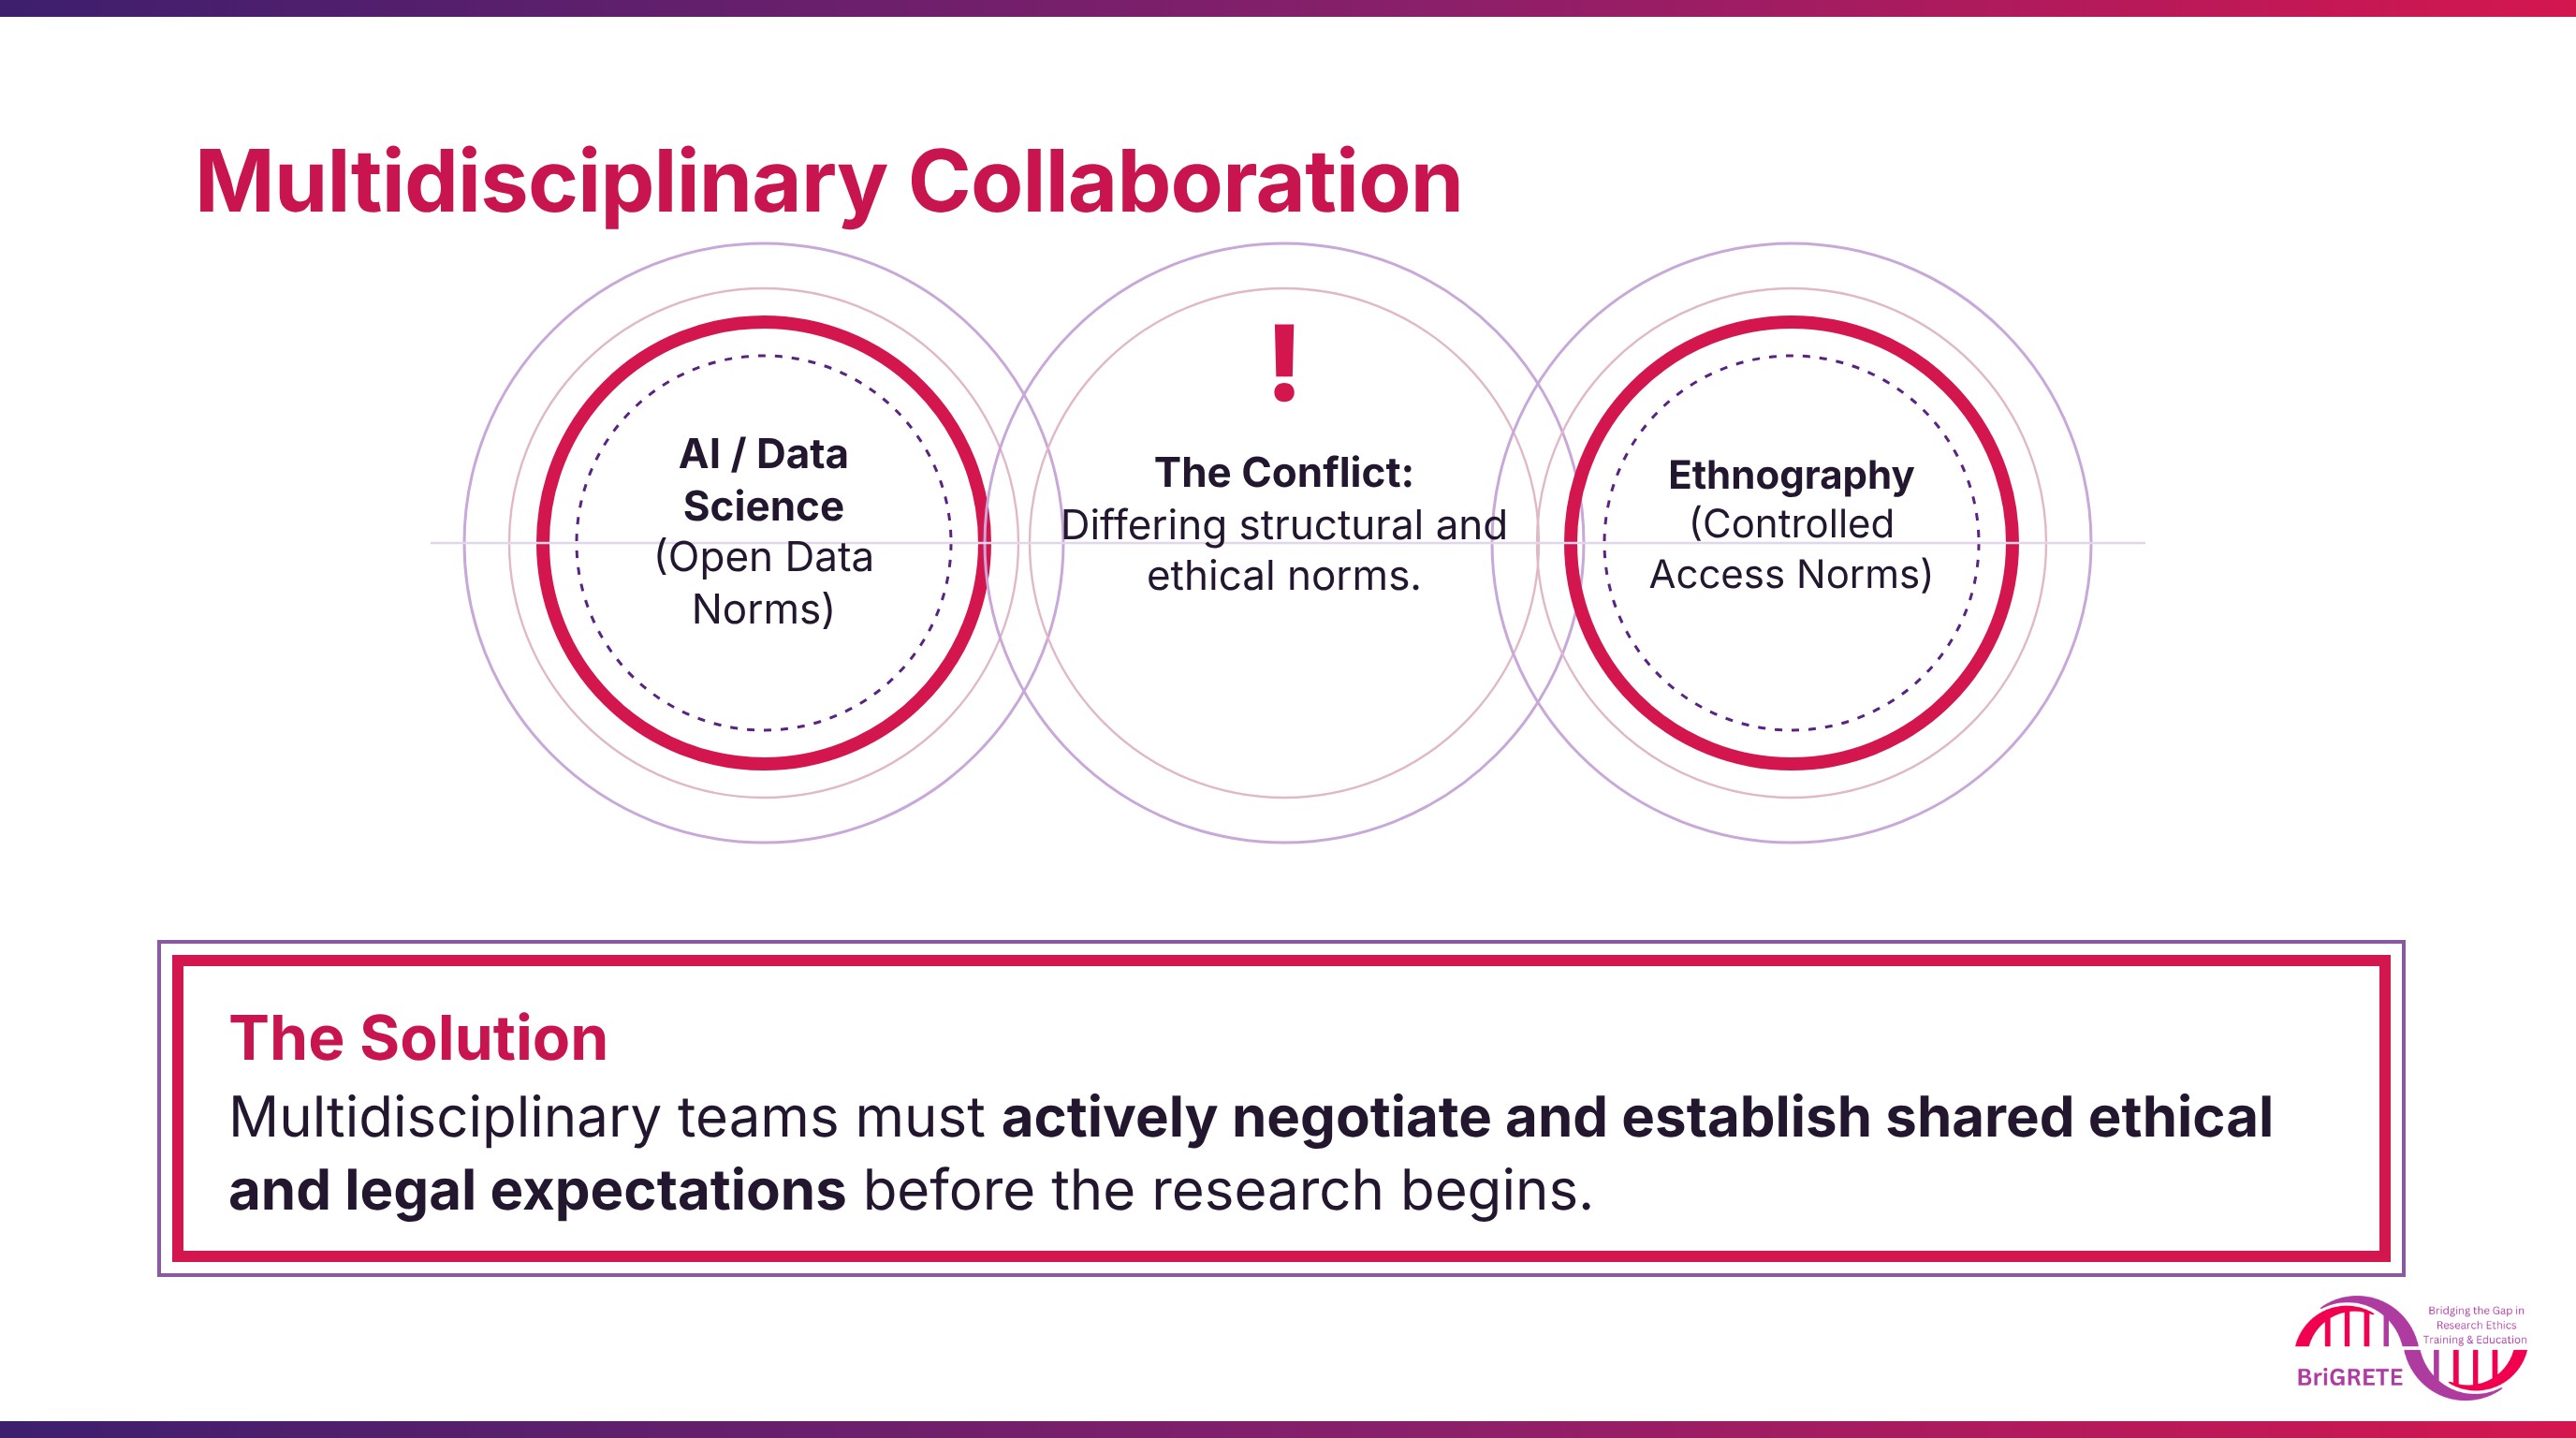 Multidisciplinary Collaboration
AI / Data
Science
(Open Data
Norms)
!
The Conflict:
Differing structural and
ethical norms.
Ethnography
(Controlled
Access Norms)
The Solution
Multidisciplinary teams must actively negotiate and establish shared ethical
and legal expectations before the research begins.
Bridging the Gap in
Research Ethics
Training & Education
BriGRETE